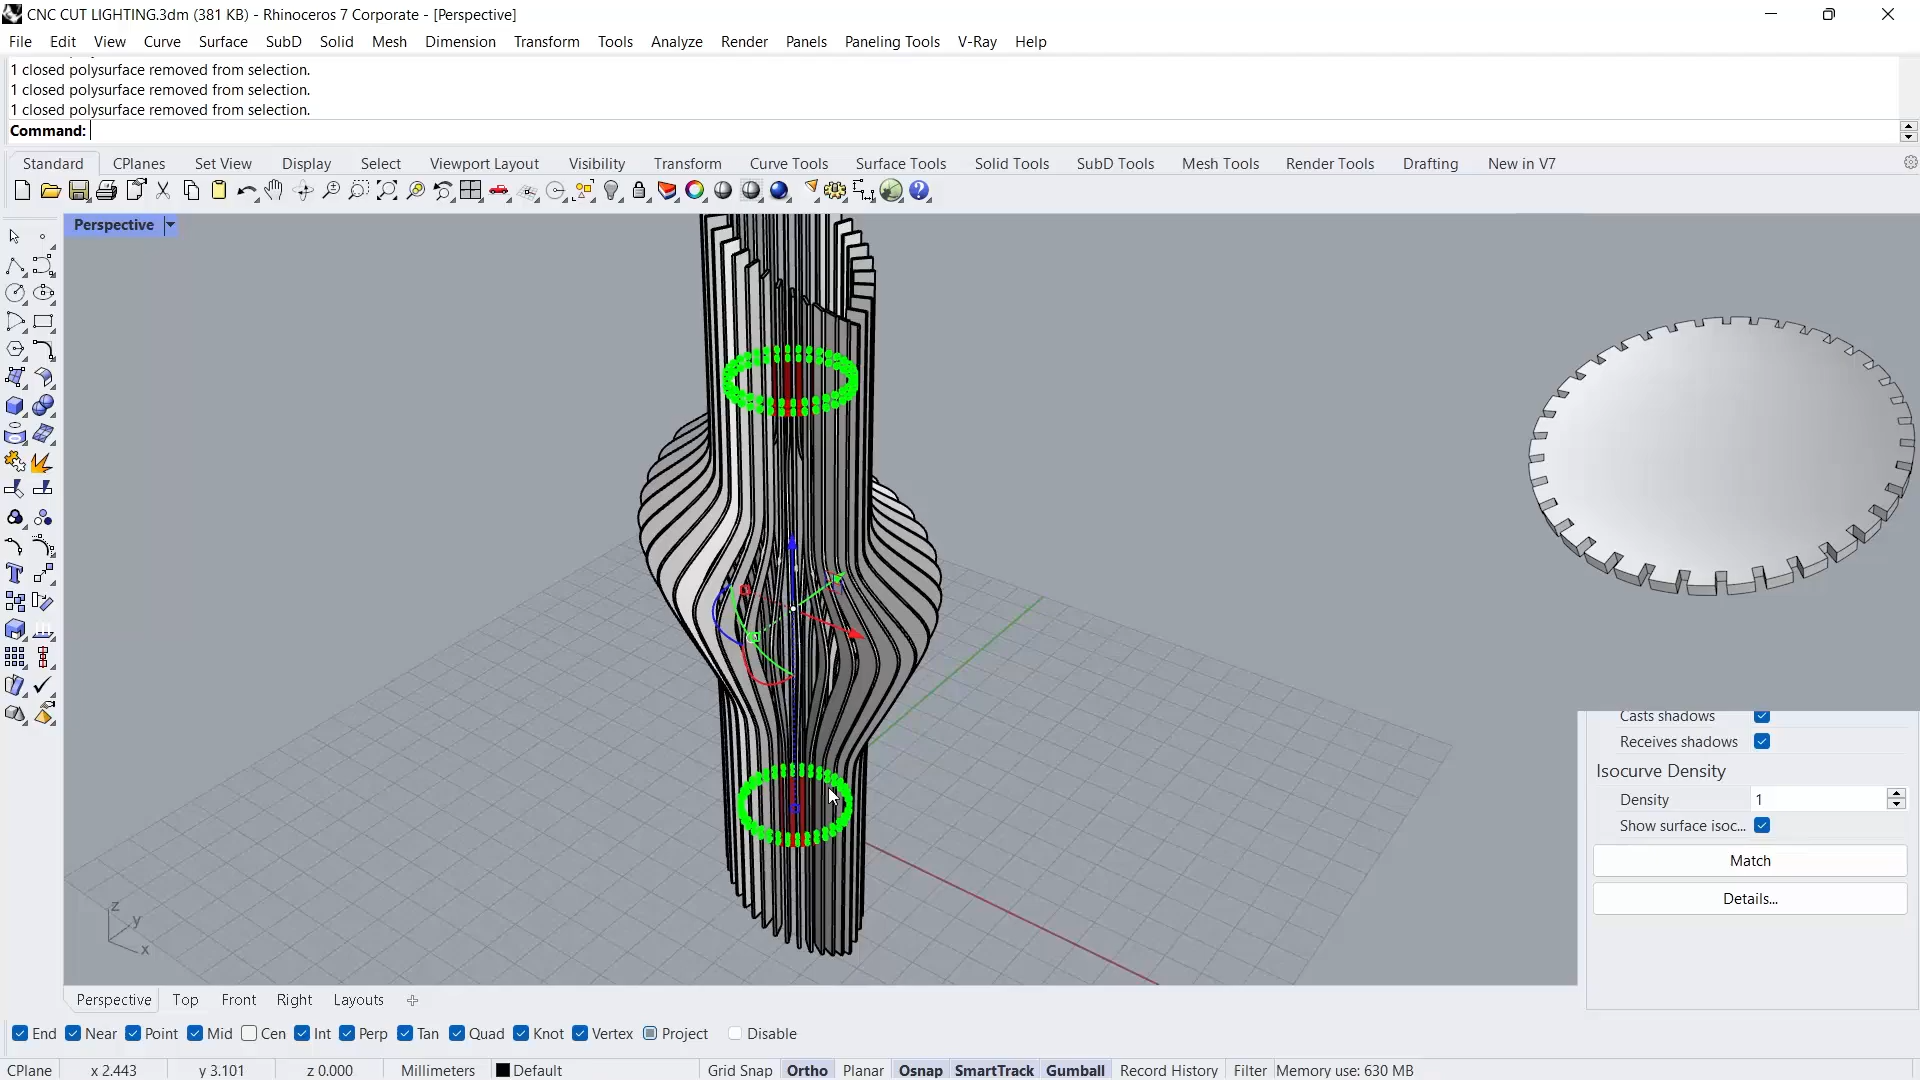 CNC CUT LIGHTING.3dm (381 KB) - Rhinoceros 7 Corporate - [Perspective]
File Edit View Curve Surface SubD Solid Mesh Dimension Transform Tools Analyze Render Panels Paneling Tools V-Ray Help
1 closed polysurface removed from selection.
1 closed polysurface removed from selection.
1 closed polysurface removed from selection.
Command:
Standard CPlanes Set View Display Select Viewport Layout Visibility Transform Curve Tools Surface Tools Solid Tools SubD Tools Mesh Tools Render Tools Drafting New in V7
Perspective
Casts shadows
Receives shadows
Isocurve Density
Density 1
Show surface isoc...
Match
Details...
z
y
x
Perspective Top Front Right Layouts
End Near Point Mid Cen Int Perp Tan Quad Knot Vertex Project Disable
CPlane x 2.443 y 3.101 z 0.000 Millimeters Default Grid Snap Ortho Planar Osnap SmartTrack Gumball Record History Filter Memory use: 630 MB